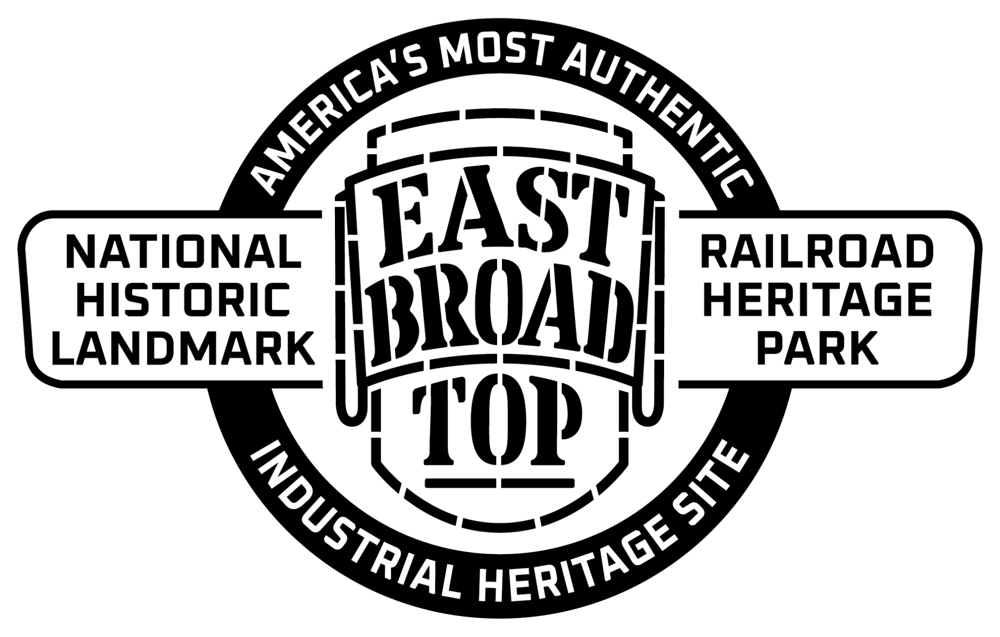 AMERICA'S MOST AUTHENTIC
NATIONAL
HISTORIC
LANDMARK
EAST
BROAD
TOP
RAILROAD
HERITAGE
PARK
INDUSTRIAL HERITAGE SITE